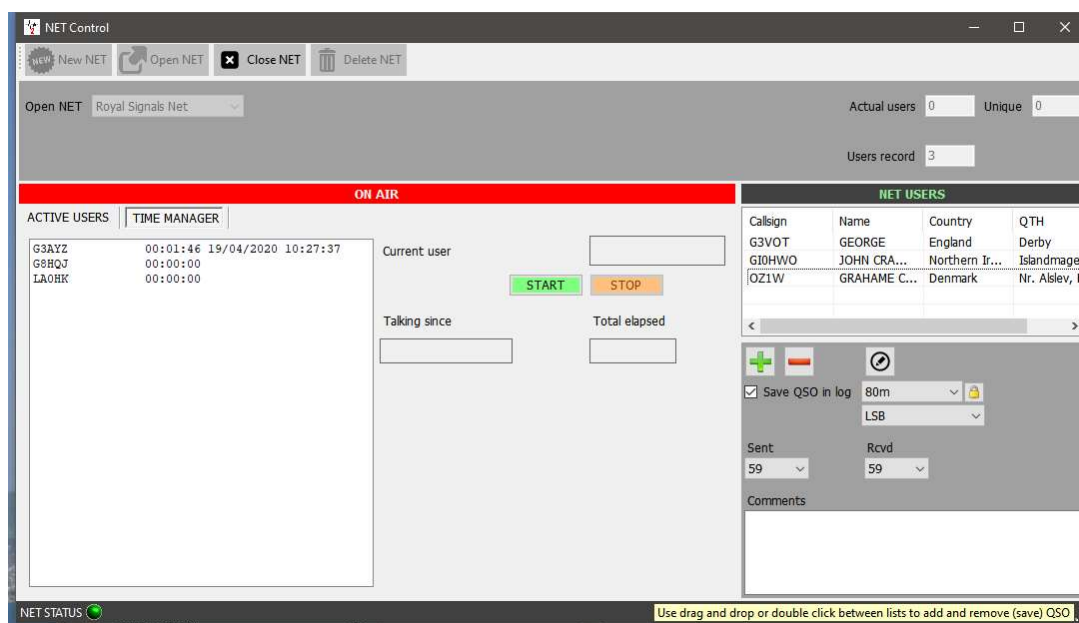 NET Control
NEW New NET Open NET Close NET Delete NET
Open NET Royal Signals Net Actual users 0 Unique 0
Users record 3
ON AIR NET USERS
ACTIVE USERS TIME MANAGER
Callsign Name Country QTH
G3VOT GEORGE England Derby
GI0HWO JOHN CRA... Northern Ir... Islandmage
OZ1W GRAHAME C... Denmark Nr. Alslev,
G3AYZ 00:01:46 19/04/2020 10:27:37
G8HQJ 00:00:00
LA0HK 00:00:00
Current user
START STOP
Talking since Total elapsed
Save QSO in log 80m
LSB
Sent Rcvd
59 59
Comments
NET STATUS Use drag and drop or double click between lists to add and remove (save) QSO